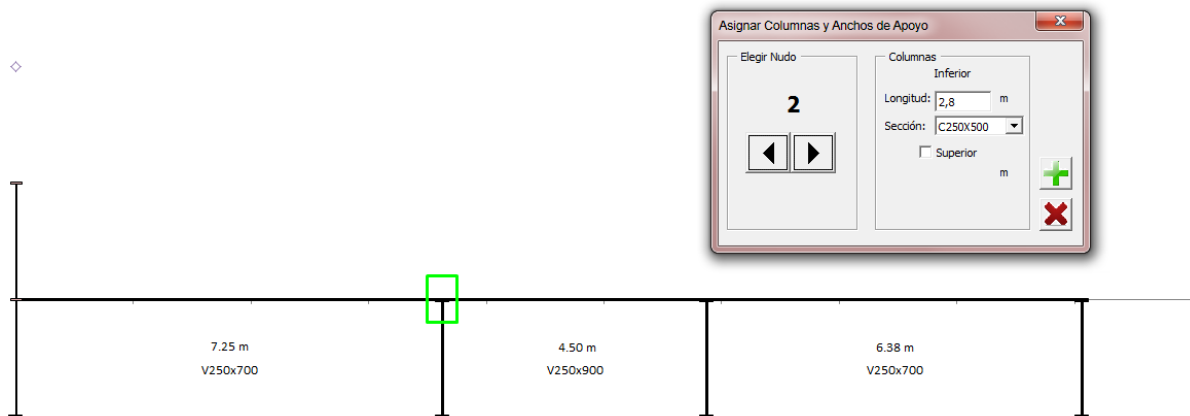 Asignar Columnas y Anchos de Apoyo
Elegir Nudo
2
Columnas
Inferior
Longitud: 2,8 m
Sección: C250X500
Superior
m
7.25 m
V250x700
4.50 m
V250x900
6.38 m
V250x700